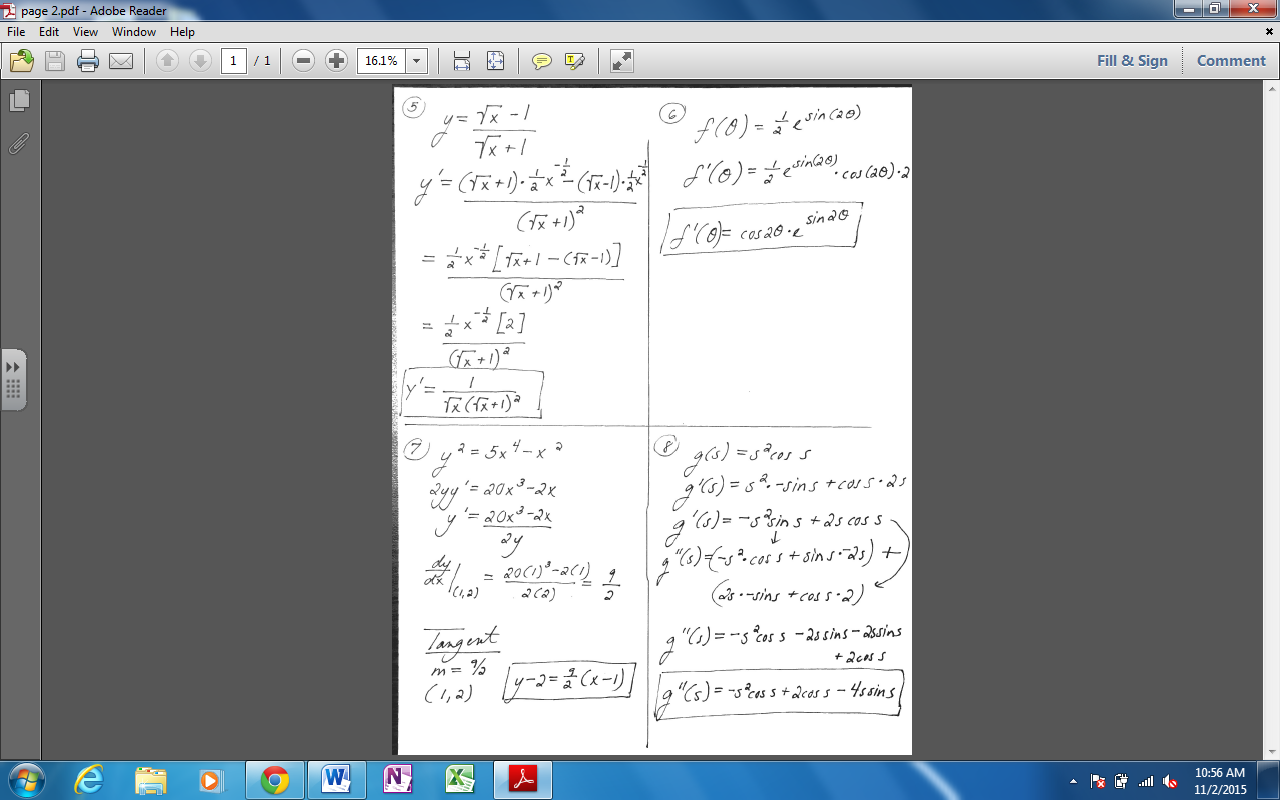 page 2.pdf - Adobe Reader
File Edit View Window Help
1 / 1 16.1% Fill & Sign Comment
5 y = (√x - 1)/(√x + 1)
y' = ((√x + 1) · 1/2 x^(-1/2) - (√x - 1) · 1/2 x^(-1/2))/(√x + 1)^2
= (1/2 x^(-1/2) [√x + 1 - (√x - 1)])/(√x + 1)^2
= (1/2 x^(-1/2) [2])/(√x + 1)^2
y' = 1/(√x (√x + 1)^2)
6 f(θ) = 1/2 e^sin(2θ)
f'(θ) = 1/2 e^sin(2θ) · cos(2θ) · 2
f'(θ) = cos2θ · e^sin2θ
7 y^2 = 5x^4 - x^2
2yy' = 20x^3 - 2x
y' = (20x^3 - 2x)/2y
dy/dx |(1,2) = (20(1)^3 - 2(1))/2(2) = 9/2
Tangent
m = 9/2
(1,2)
y - 2 = 9/2 (x - 1)
8 g(s) = s^2 cos s
g'(s) = s^2 · -sin s + cos s · 2s
g'(s) = -s^2 sin s + 2s cos s
g''(s) = (-s^2 · cos s + sin s · -2s) +
(2s · -sin s + cos s · 2)
g''(s) = -s^2 cos s - 2s sin s - 2s sin s
+ 2cos s
g''(s) = -s^2 cos s + 2cos s - 4s sin s
10:56 AM
11/2/2015